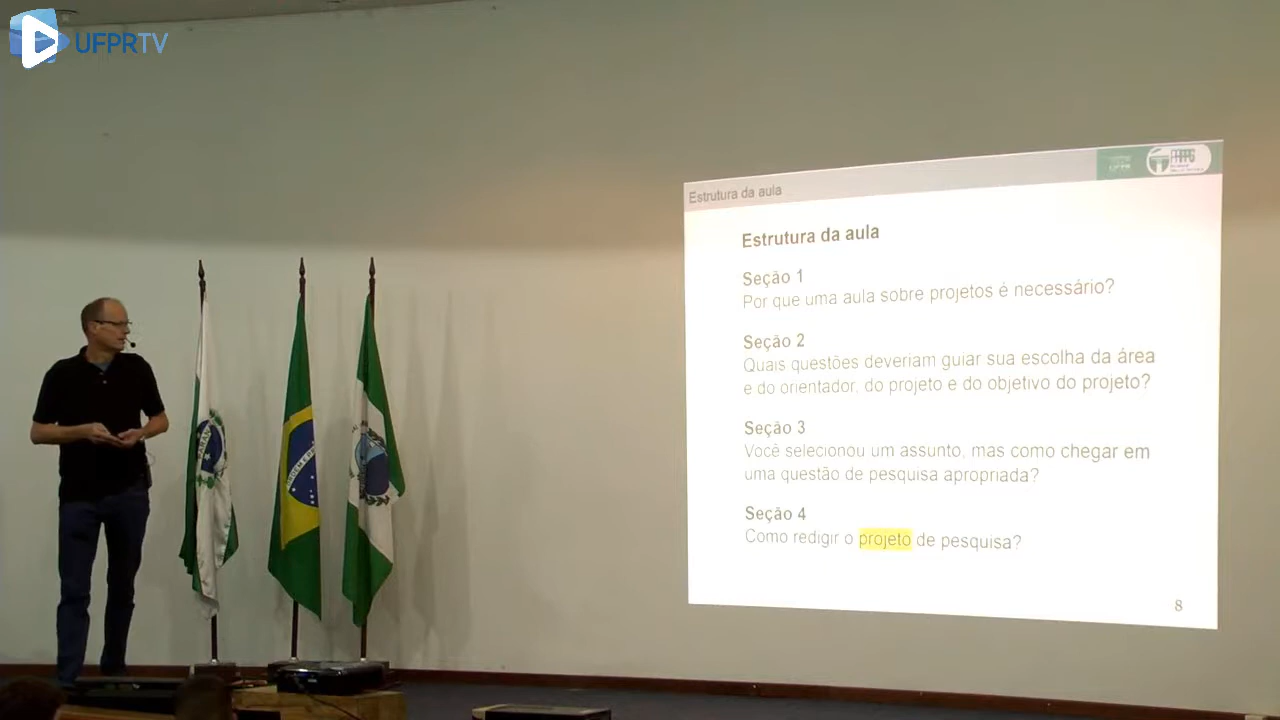 UFPRTV
Estrutura da aula
Estrutura da aula
Seção 1
Por que uma aula sobre projetos é necessário?
Seção 2
Quais questões deveriam guiar sua escolha da área
e do orientador, do projeto e do objetivo do projeto?
Seção 3
Você selecionou um assunto, mas como chegar em
uma questão de pesquisa apropriada?
Seção 4
Como redigir o projeto de pesquisa?
8